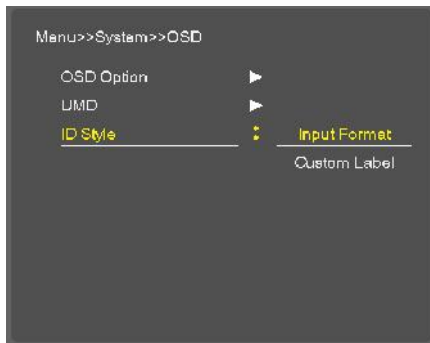 Menu>>System>>OSD
OSD Option ►
UMD ►
ID Style : Input Format
Custom Label